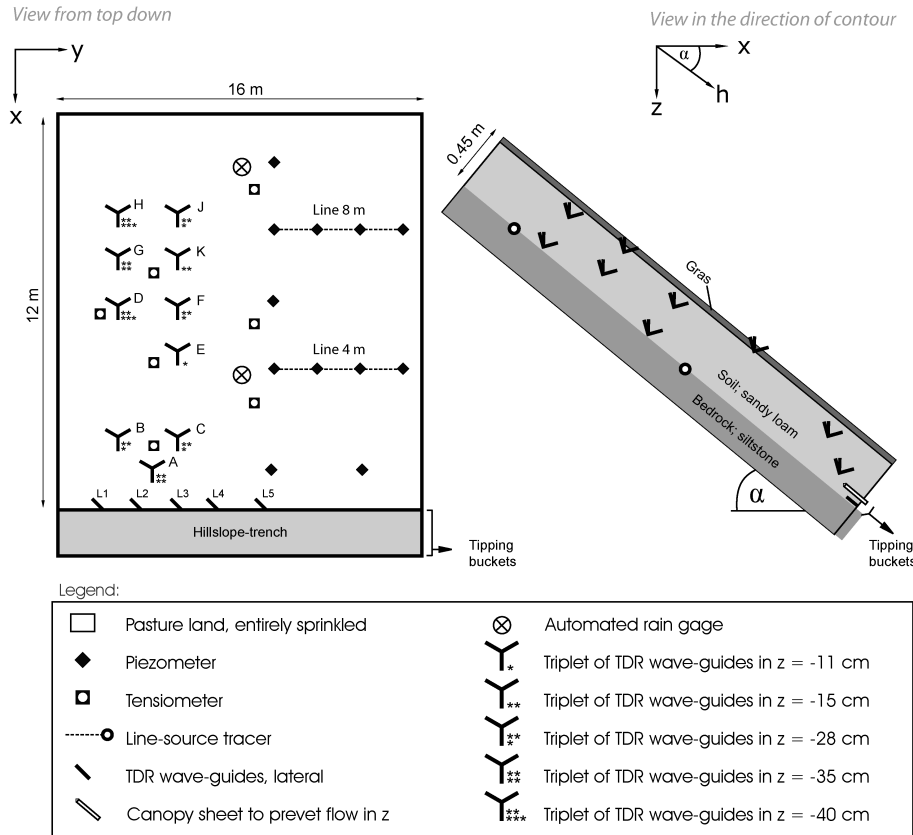 View from top down
View in the direction of contour
y
x
x
α
z
h
16 m
12 m
0.45 m
H
**
***
J
**
*
Line 8 m
G
**
**
K
**
D
**
***
F
**
*
E
*
Line 4 m
B
**
*
C
**
*
A
**
**
L1
L2
L3
L4
L5
Hillslope-trench
Tipping
buckets
Gras
Soil; sandy loam
Bedrock; siltstone
α
Tipping
buckets
Legend:
Pasture land, entirely sprinkled
Piezometer
Tensiometer
Line-source tracer
TDR wave-guides, lateral
Canopy sheet to prevet flow in z
Automated rain gage
* Triplet of TDR wave-guides in z = -11 cm
** Triplet of TDR wave-guides in z = -15 cm
**
* Triplet of TDR wave-guides in z = -28 cm
**
** Triplet of TDR wave-guides in z = -35 cm
**
*** Triplet of TDR wave-guides in z = -40 cm